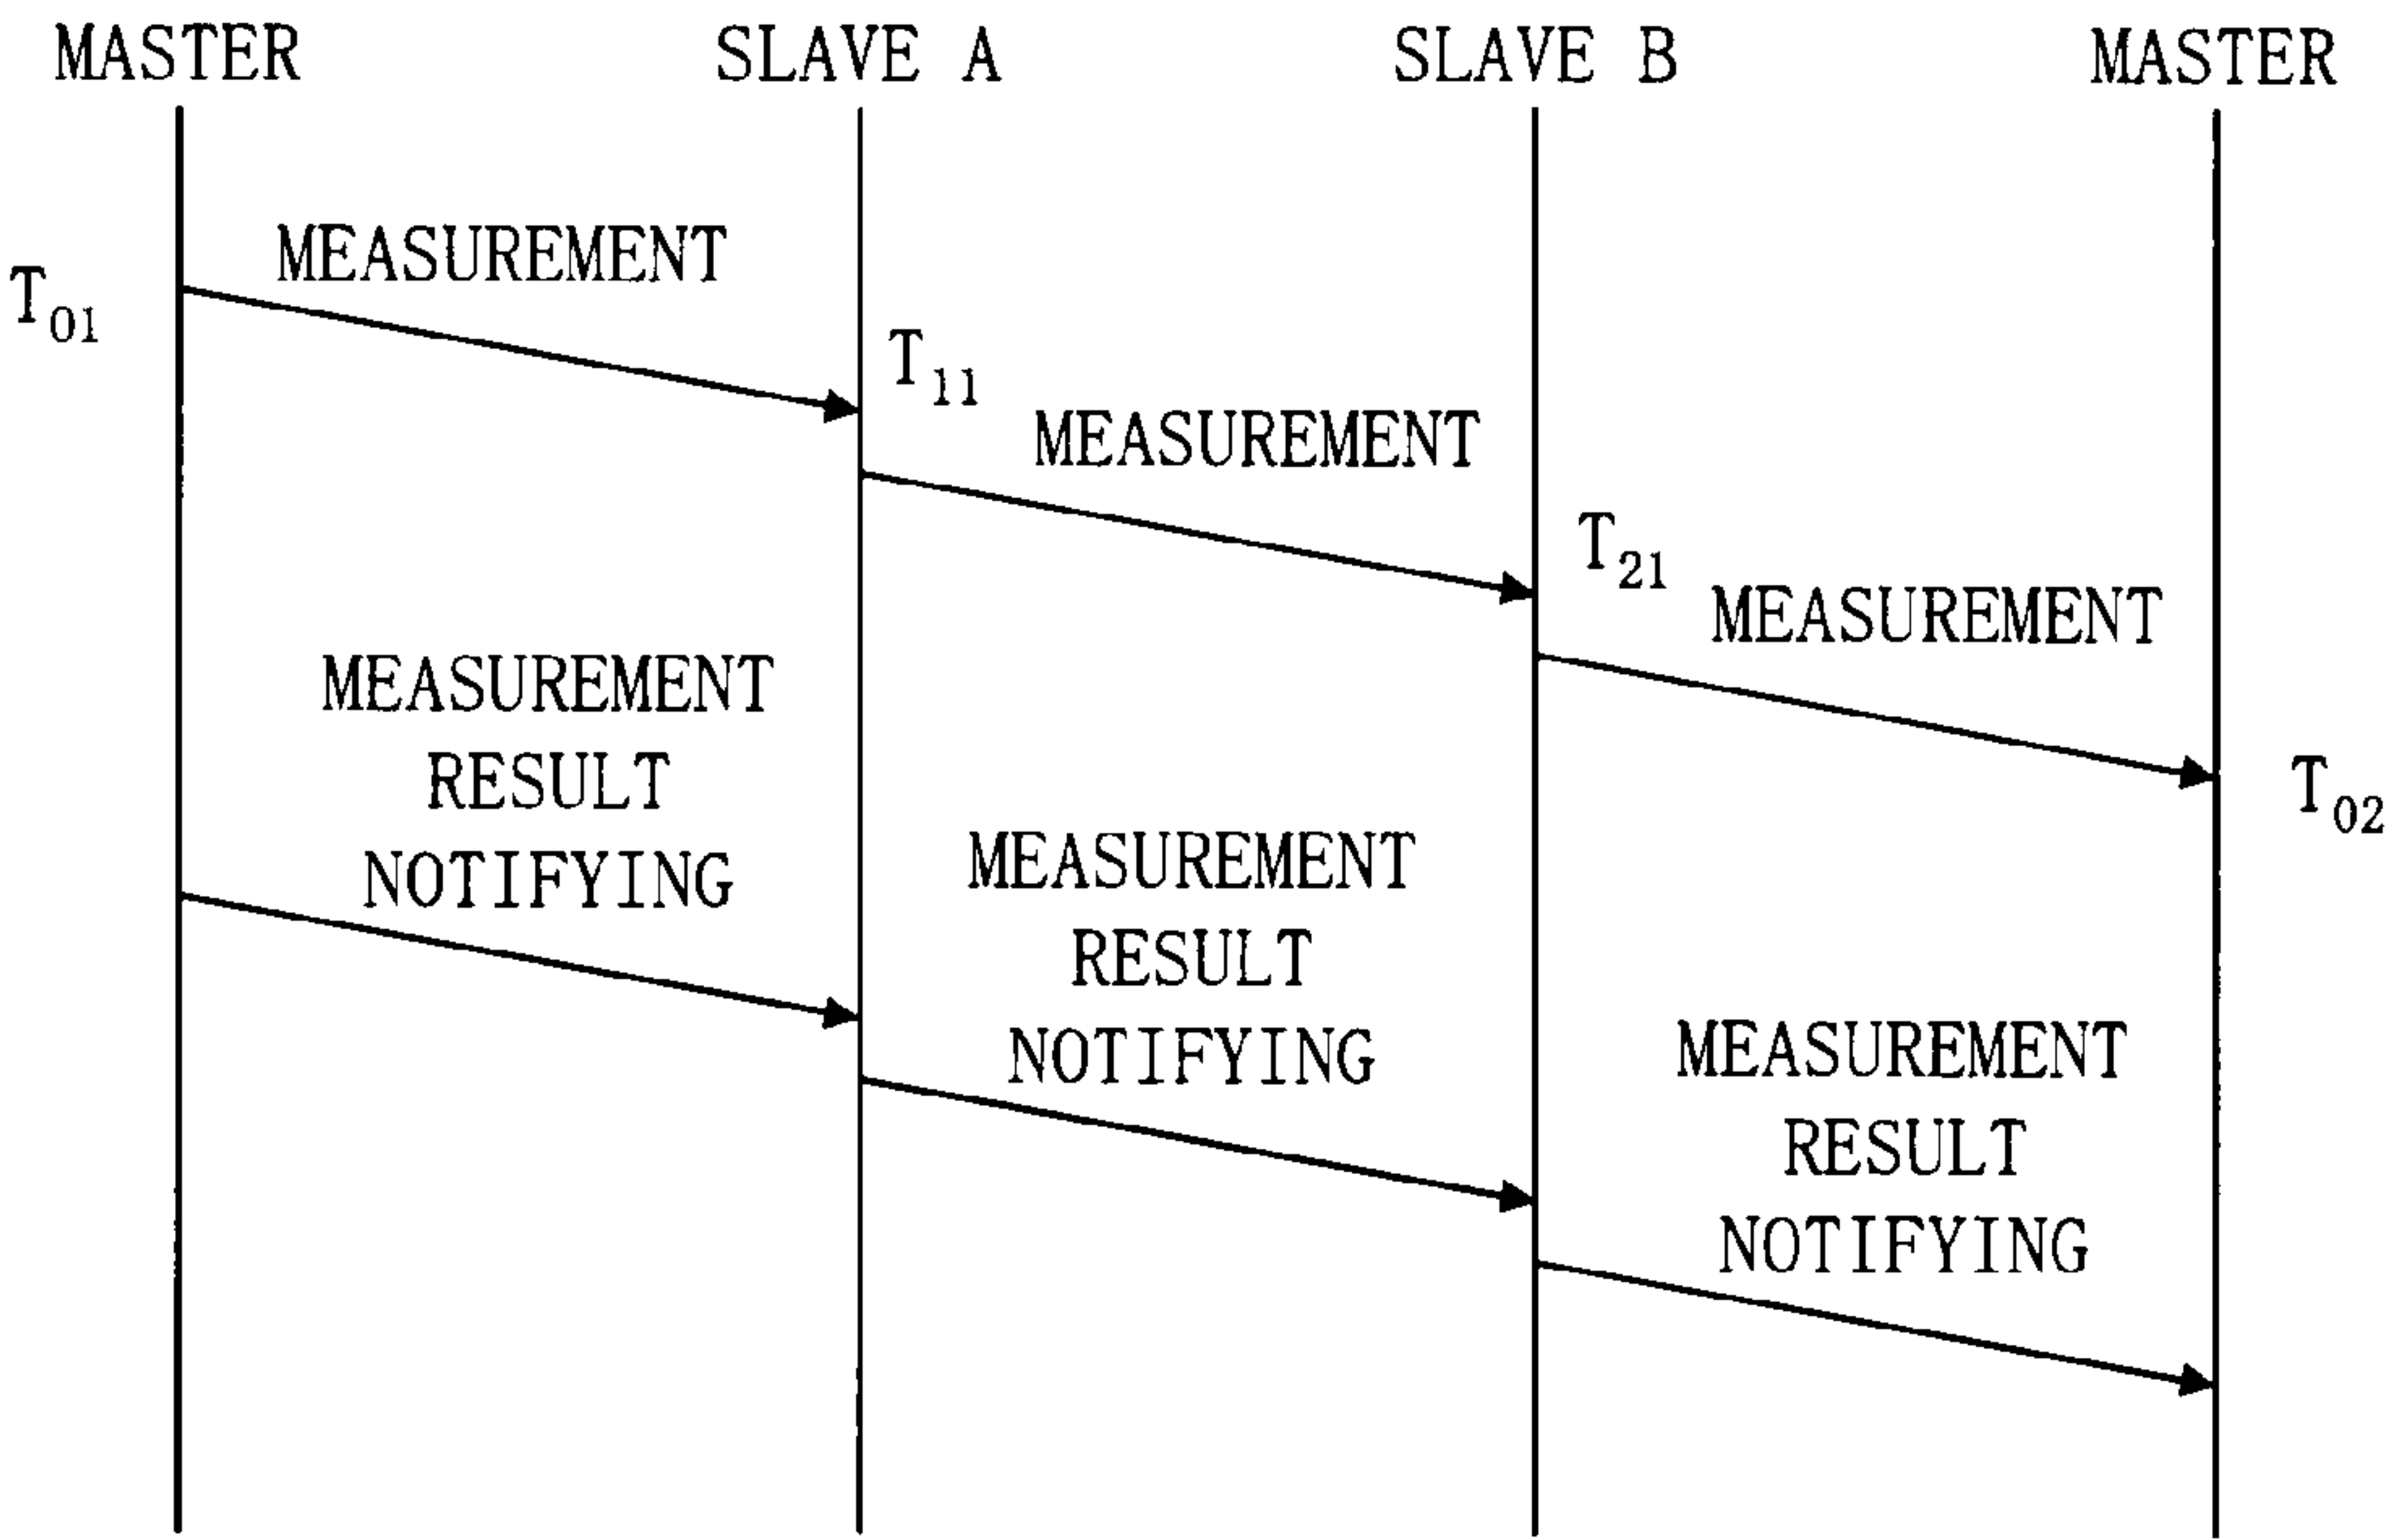 MASTER
SLAVE A
SLAVE B
MASTER
MEASUREMENT
T01
T11
MEASUREMENT
T21
MEASUREMENT
T02
MEASUREMENT
RESULT
NOTIFYING
MEASUREMENT
RESULT
NOTIFYING
MEASUREMENT
RESULT
NOTIFYING